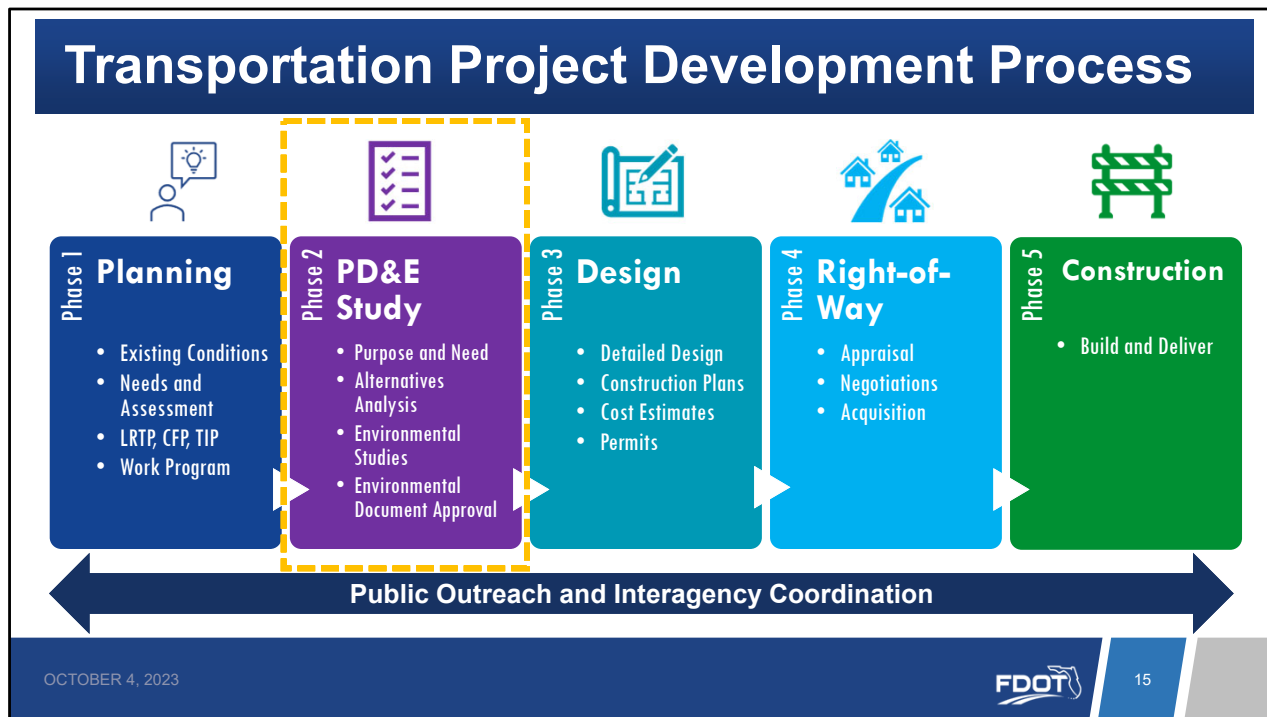 Transportation Project Development Process
Phase 1
Planning
• Existing Conditions
• Needs and
Assessment
• LRTP, CFP, TIP
• Work Program
Phase 2
PD&E
Study
• Purpose and Need
• Alternatives
Analysis
• Environmental
Studies
• Environmental
Document Approval
Phase 3
Design
• Detailed Design
• Construction Plans
• Cost Estimates
• Permits
Phase 4
Right-of-
Way
• Appraisal
• Negotiations
• Acquisition
Phase 5
Construction
• Build and Deliver
Public Outreach and Interagency Coordination
OCTOBER 4, 2023
FDOT
15